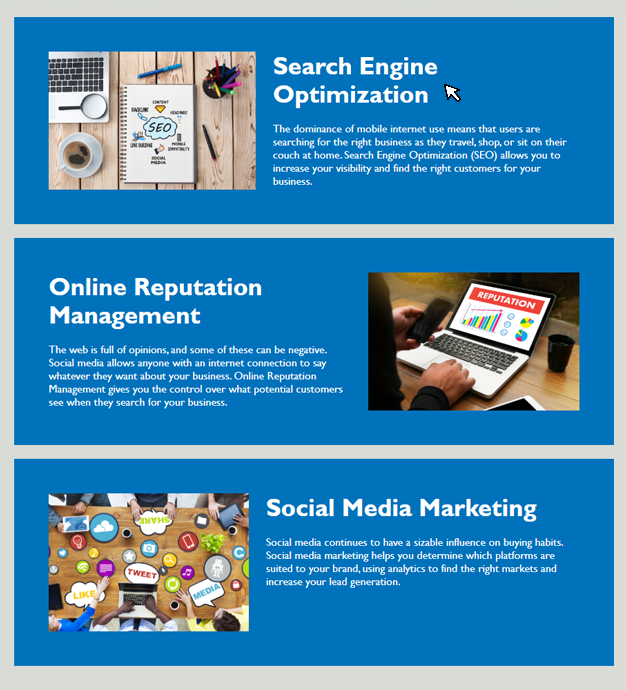 CONTENT
BACKLINK
HEADINGS
SEO
LINK BUILDING
MOBILE
COMPATIBILITY
SOCIAL
MEDIA
Search Engine
Optimization
The dominance of mobile internet use means that users are
searching for the right business as they travel, shop, or sit on their
couch at home. Search Engine Optimization (SEO) allows you to
increase your visibility and find the right customers for your
business.
Online Reputation
Management
The web is full of opinions, and some of these can be negative.
Social media allows anyone with an internet connection to say
whatever they want about your business. Online Reputation
Management gives you the control over what potential customers
see when they search for your business.
REPUTATION
SHARE
TWEET
LIKE
MEDIA
Social Media Marketing
Social media continues to have a sizable influence on buying habits.
Social media marketing helps you determine which platforms are
suited to your brand, using analytics to find the right markets and
increase your lead generation.